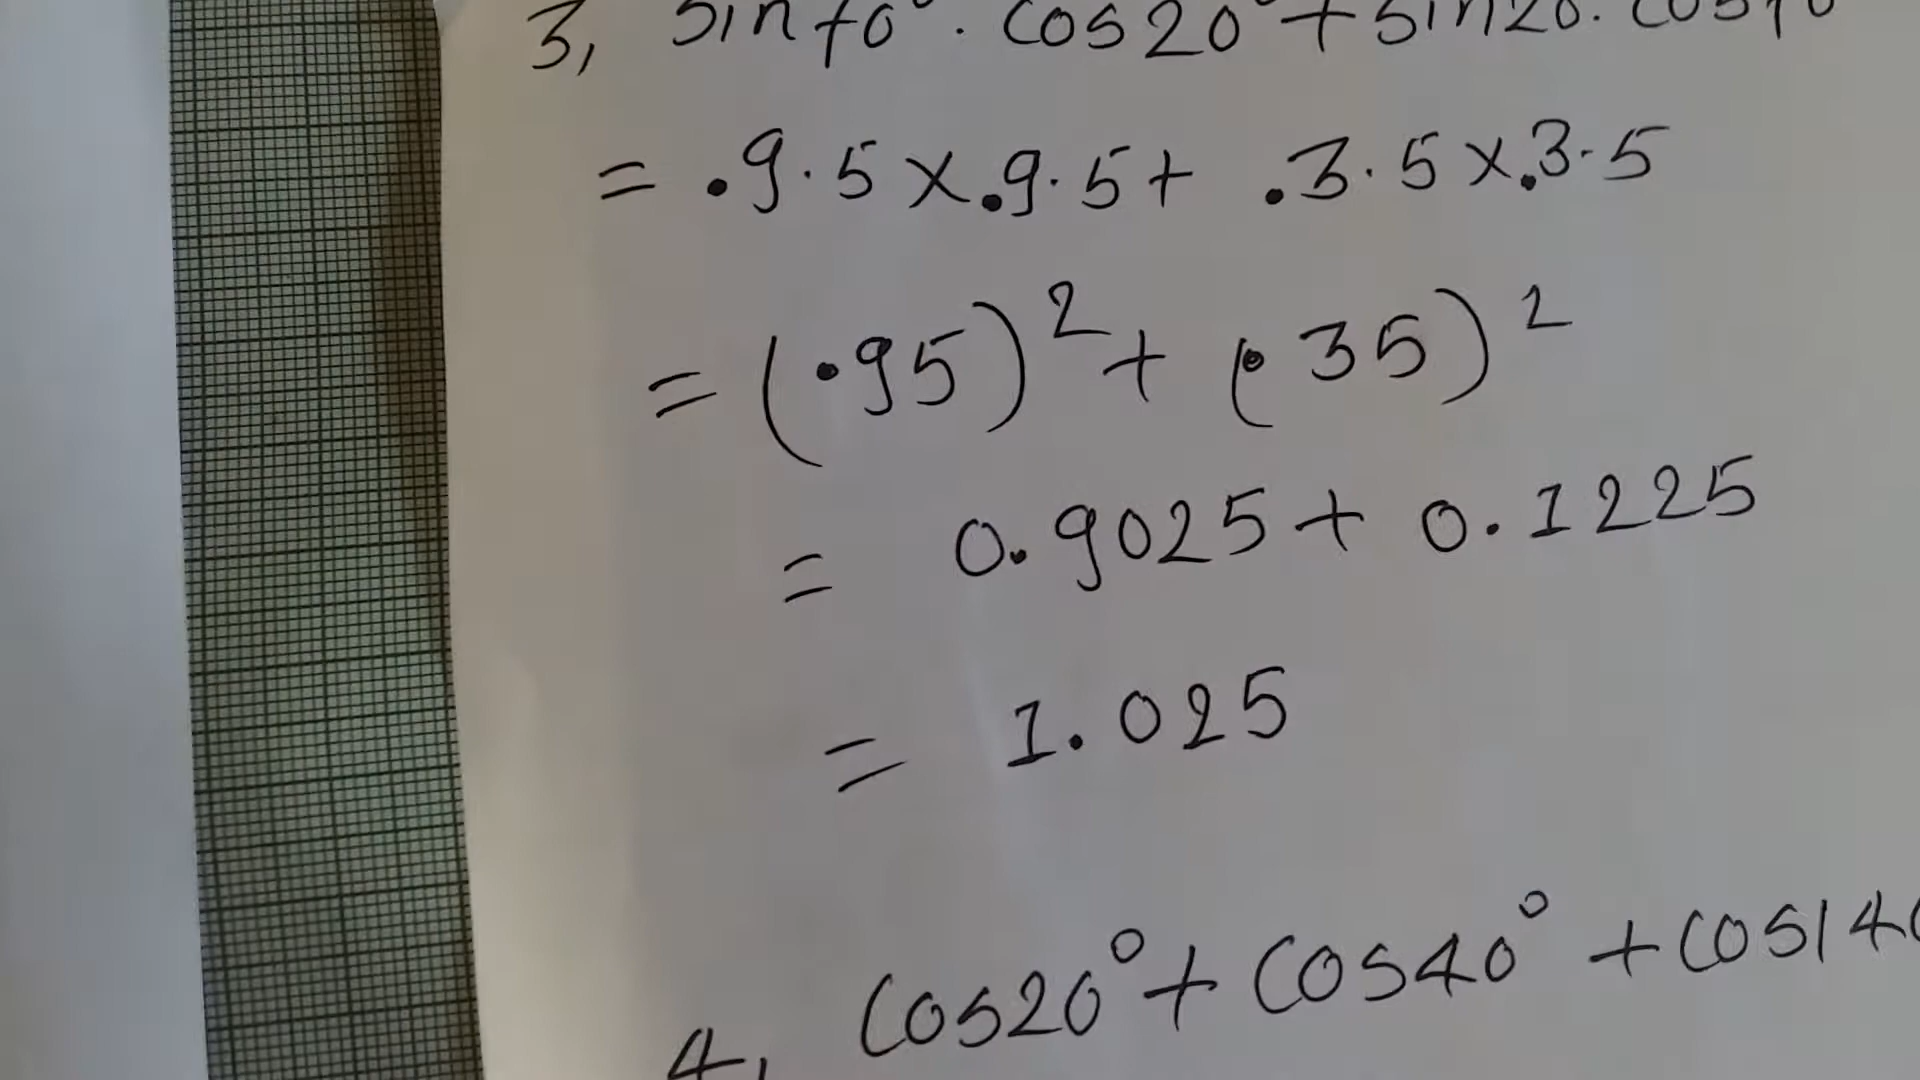 3, sin70°. cos20°+sin20. cos70
= .9.5×.9.5+ .3.5×.3.5
= (.95)²+ (.35)²
= 0.9025+ 0.1225
= 1.025
4, cos20°+ cos40° + cos140